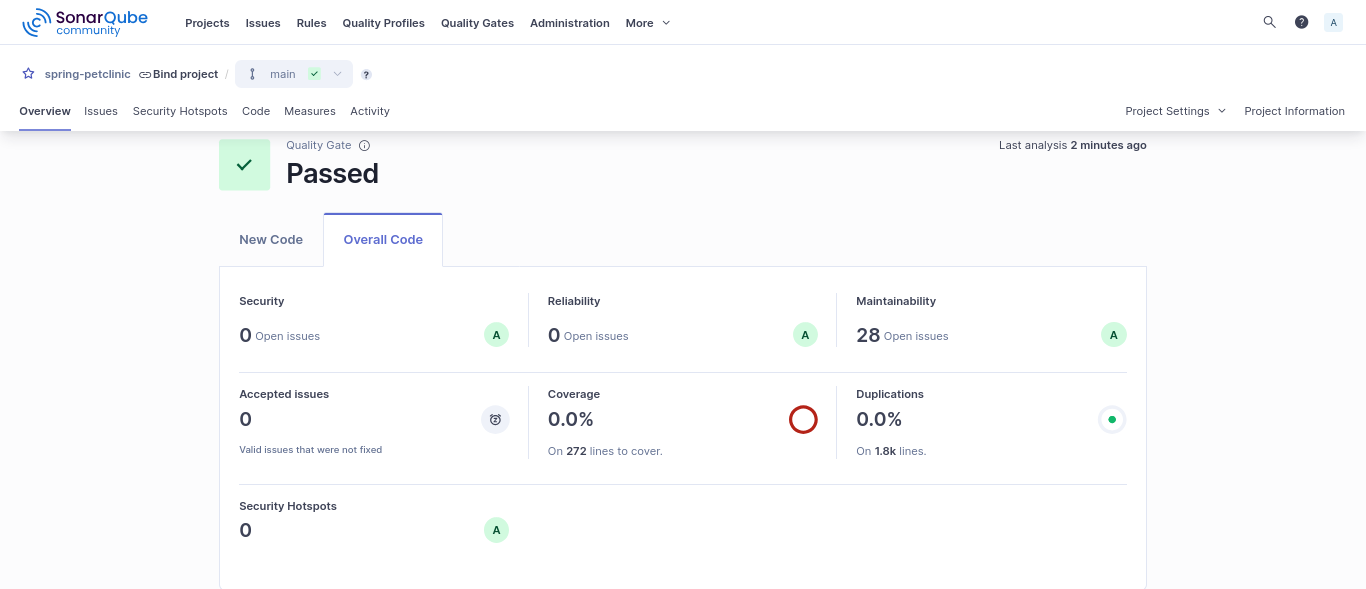 SonarQube
community
Projects Issues Rules Quality Profiles Quality Gates Administration More ? A
spring-petclinic Bind project / main ?
Overview Issues Security Hotspots Code Measures Activity Project Settings Project Information
Quality Gate Last analysis 2 minutes ago
Passed
New Code Overall Code
Security Reliability Maintainability
0 Open issues A 0 Open issues A 28 Open issues A
Accepted issues Coverage Duplications
0 0.0% 0.0%
Valid issues that were not fixed On 272 lines to cover. On 1.8k lines.
Security Hotspots
0 A